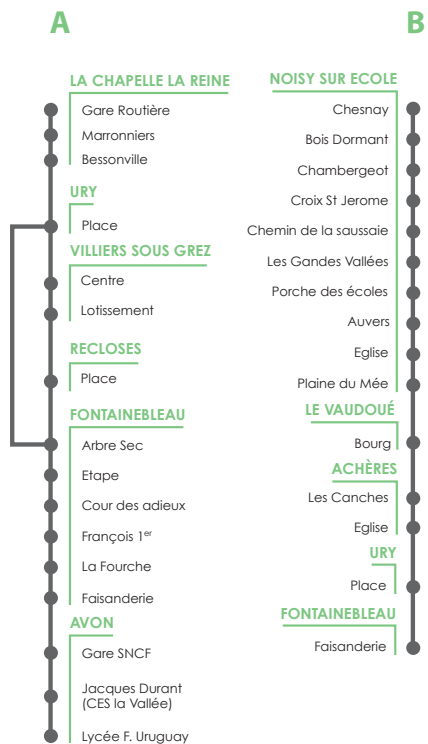 A
LA CHAPELLE LA REINE
Gare Routière
Marronniers
Bessonville
URY
Place
VILLIERS SOUS GREZ
Centre
Lotissement
RECLOSES
Place
FONTAINEBLEAU
Arbre Sec
Etape
Cour des adieux
François 1er
La Fourche
Faisanderie
AVON
Gare SNCF
Jacques Durant
(CES la Vallée)
Lycée F. Uruguay
B
NOISY SUR ECOLE
Chesnay
Bois Dormant
Chambergeot
Croix St Jerome
Chemin de la saussaie
Les Gandes Vallées
Porche des écoles
Auvers
Eglise
Plaine du Mée
LE VAUDOUÉ
Bourg
ACHÈRES
Les Canches
Eglise
URY
Place
FONTAINEBLEAU
Faisanderie